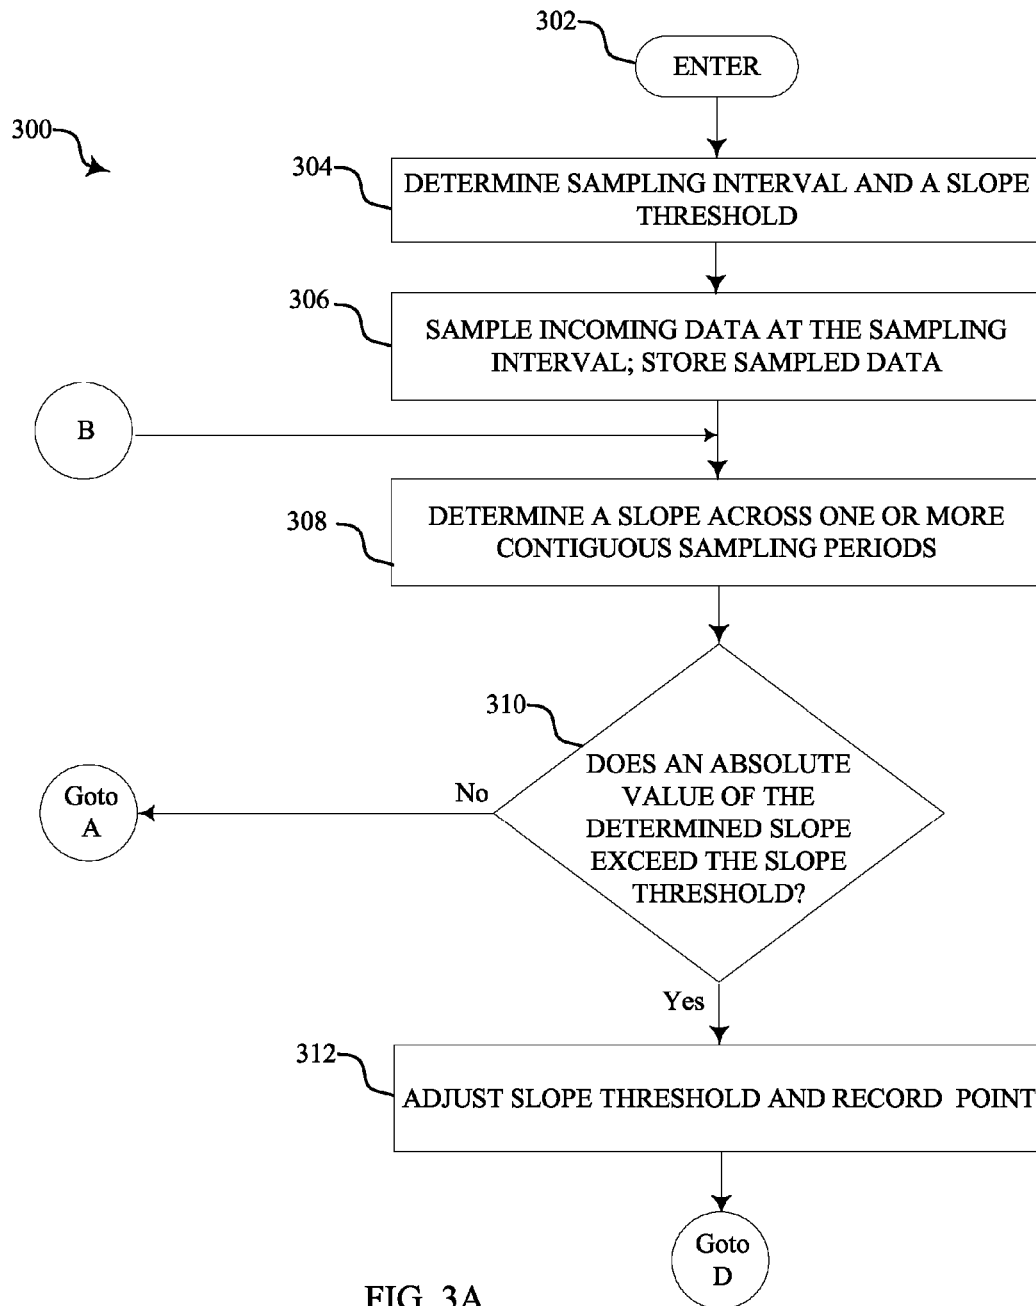 302
ENTER
300
304
DETERMINE SAMPLING INTERVAL AND A SLOPE
THRESHOLD
306
SAMPLE INCOMING DATA AT THE SAMPLING
INTERVAL; STORE SAMPLED DATA
B
308
DETERMINE A SLOPE ACROSS ONE OR MORE
CONTIGUOUS SAMPLING PERIODS
310
DOES AN ABSOLUTE
VALUE OF THE
DETERMINED SLOPE
EXCEED THE SLOPE
THRESHOLD?
No
Goto
A
Yes
312
ADJUST SLOPE THRESHOLD AND RECORD POINT
Goto
D
FIG. 3A